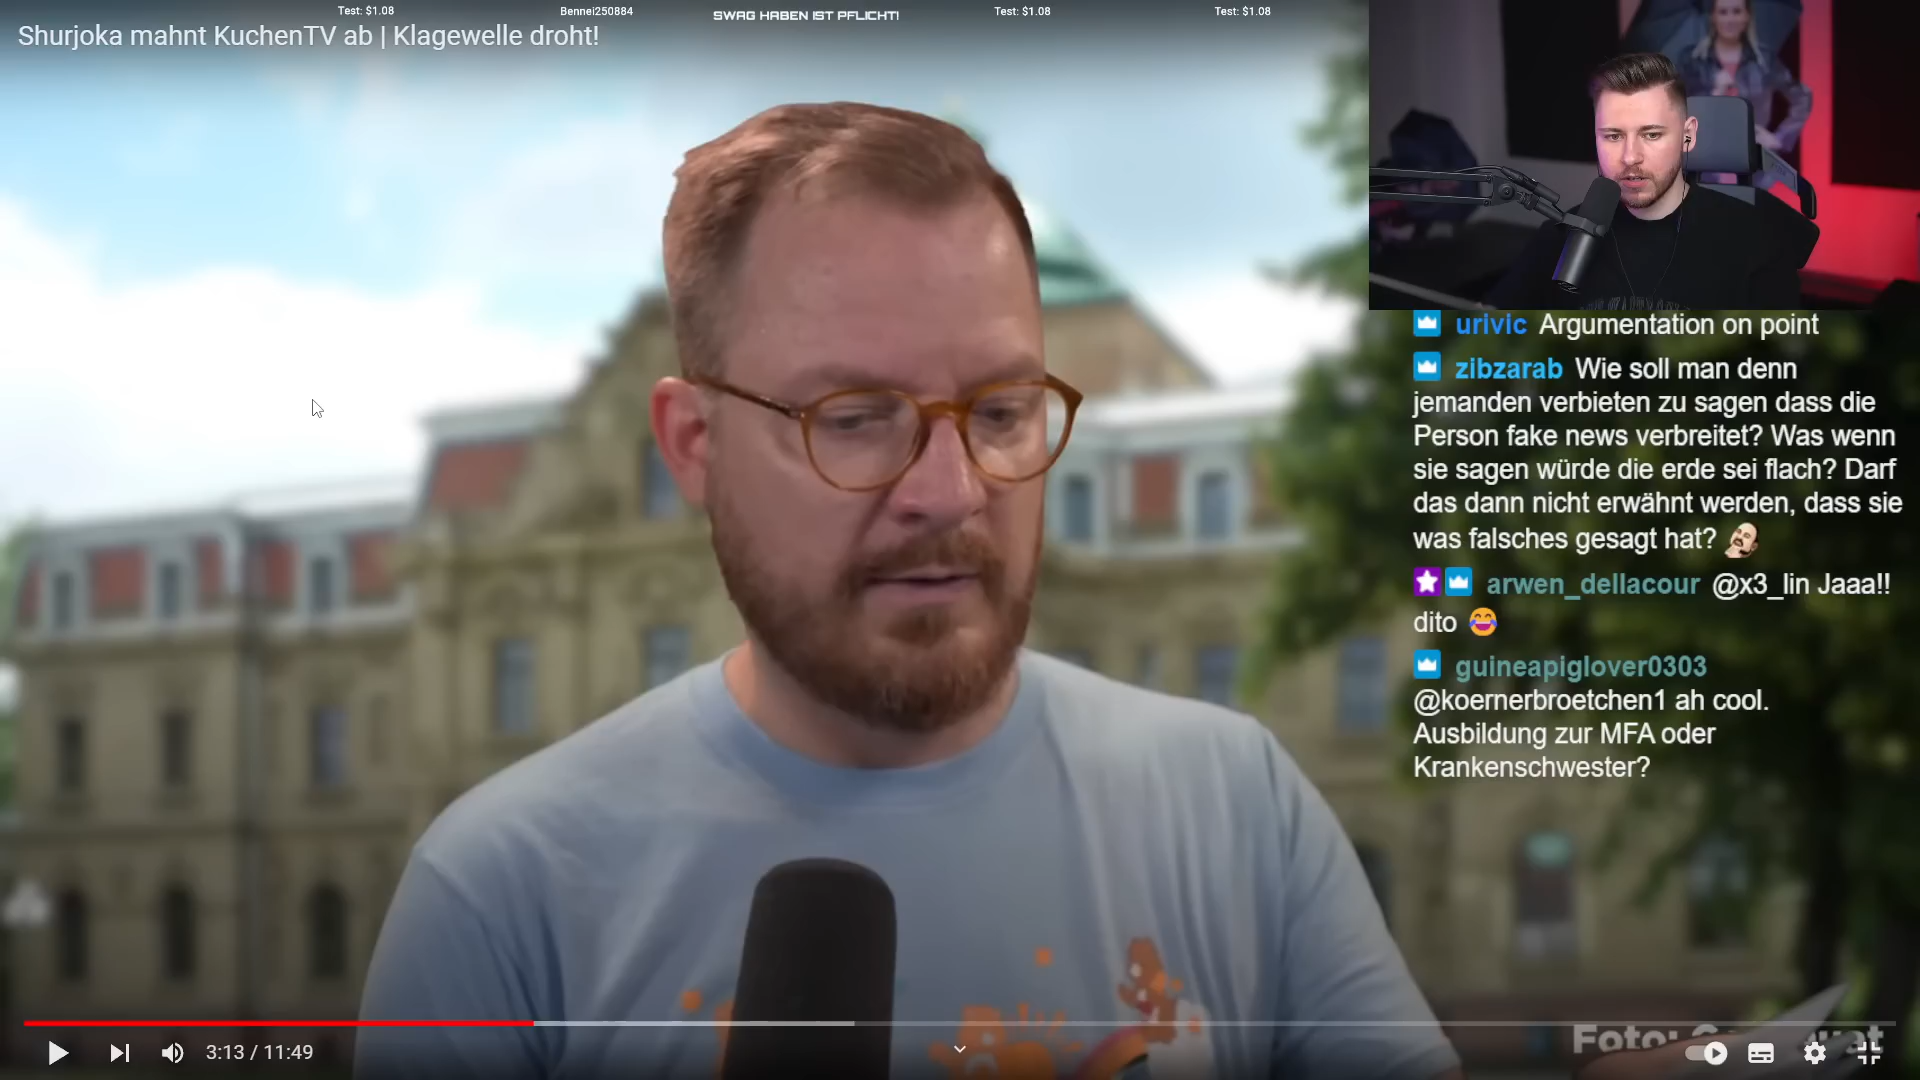 Test: $1.08
Bennei250884
SWAG HABEN IST PFLICHT!
Test: $1.08
Test: $1.08
Shurjoka mahnt KuchenTV ab | Klagewelle droht!
urivic Argumentation on point
zibzarab Wie soll man denn
jemanden verbieten zu sagen dass die
Person fake news verbreitet? Was wenn
sie sagen würde die erde sei flach? Darf
das dann nicht erwähnt werden, dass sie
was falsches gesagt hat?
arwen_dellacour @x3_lin Jaaa!!
dito 😂
guineapiglover0303
@koernerbroetchen1 ah cool.
Ausbildung zur MFA oder
Krankenschwester?
Foto:
3:13 / 11:49